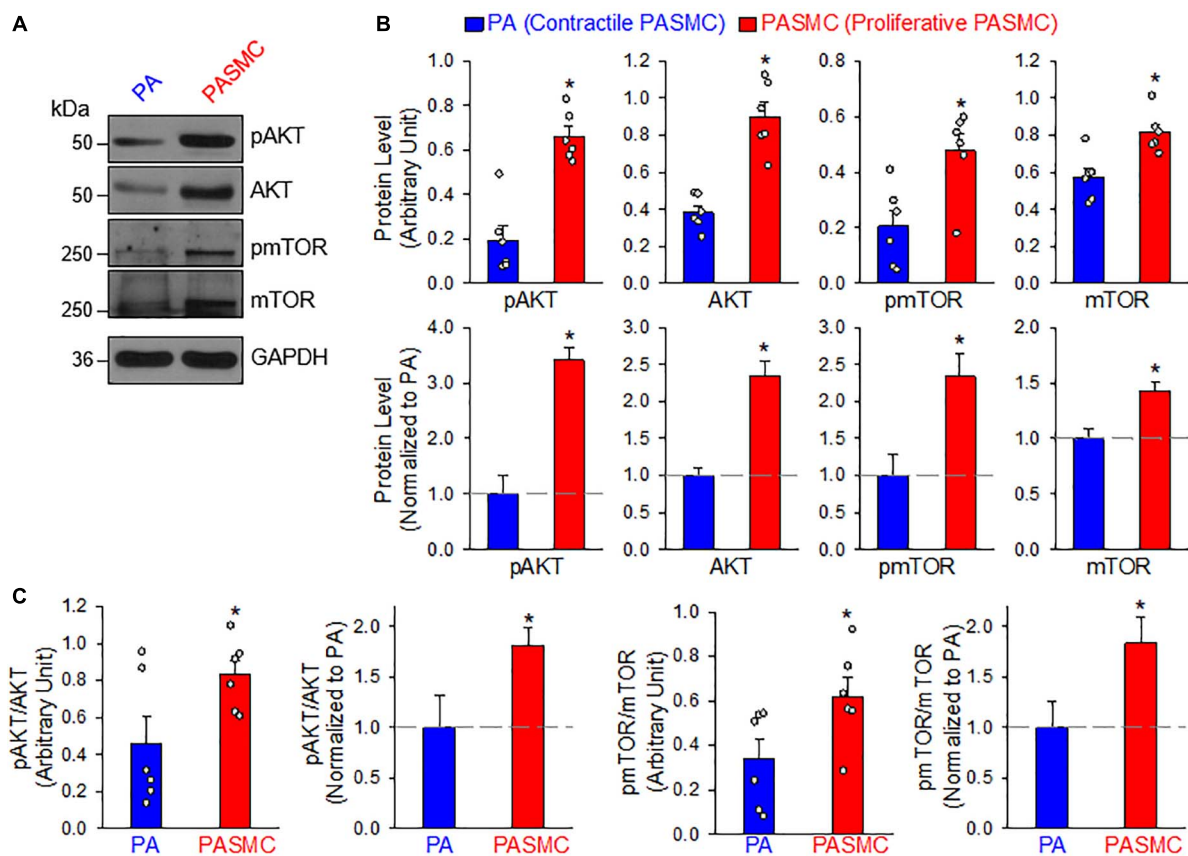 A
PA PASMC
kDa
50 pAKT
50 AKT
250 pmTOR
250 mTOR
36 GAPDH
B
PA (Contractile PASMC) PASMC (Proliferative PASMC)
Protein Level
(Arbitrary Unit)
1.0 0.8 0.6 0.4 0.2 0.0 * pAKT
1.2 1.0 0.8 0.6 0.4 0.2 0.0 * AKT
0.8 0.6 0.4 0.2 0.0 * pmTOR
1.2 1.0 0.8 0.6 0.4 0.2 0.0 * mTOR
Protein Level
(Normalized to PA)
4.0 3.0 2.0 1.0 0.0 * pAKT
3.0 2.5 2.0 1.5 1.0 0.5 0.0 * AKT
3.0 2.5 2.0 1.5 1.0 0.5 0.0 * pmTOR
2.0 1.5 1.0 0.5 0.0 * mTOR
C
pAKT/AKT
(Arbitrary Unit)
1.2 1.0 0.8 0.6 0.4 0.2 0.0 *
PA PASMC
pAKT/AKT
(Normalized to PA)
2.0 1.5 1.0 0.5 0.0 *
PA PASMC
pmTOR/mTOR
(Arbitrary Unit)
1.0 0.8 0.6 0.4 0.2 0.0 *
PA PASMC
pmTOR/mTOR
(Normalized to PA)
2.0 1.5 1.0 0.5 0.0 *
PA PASMC